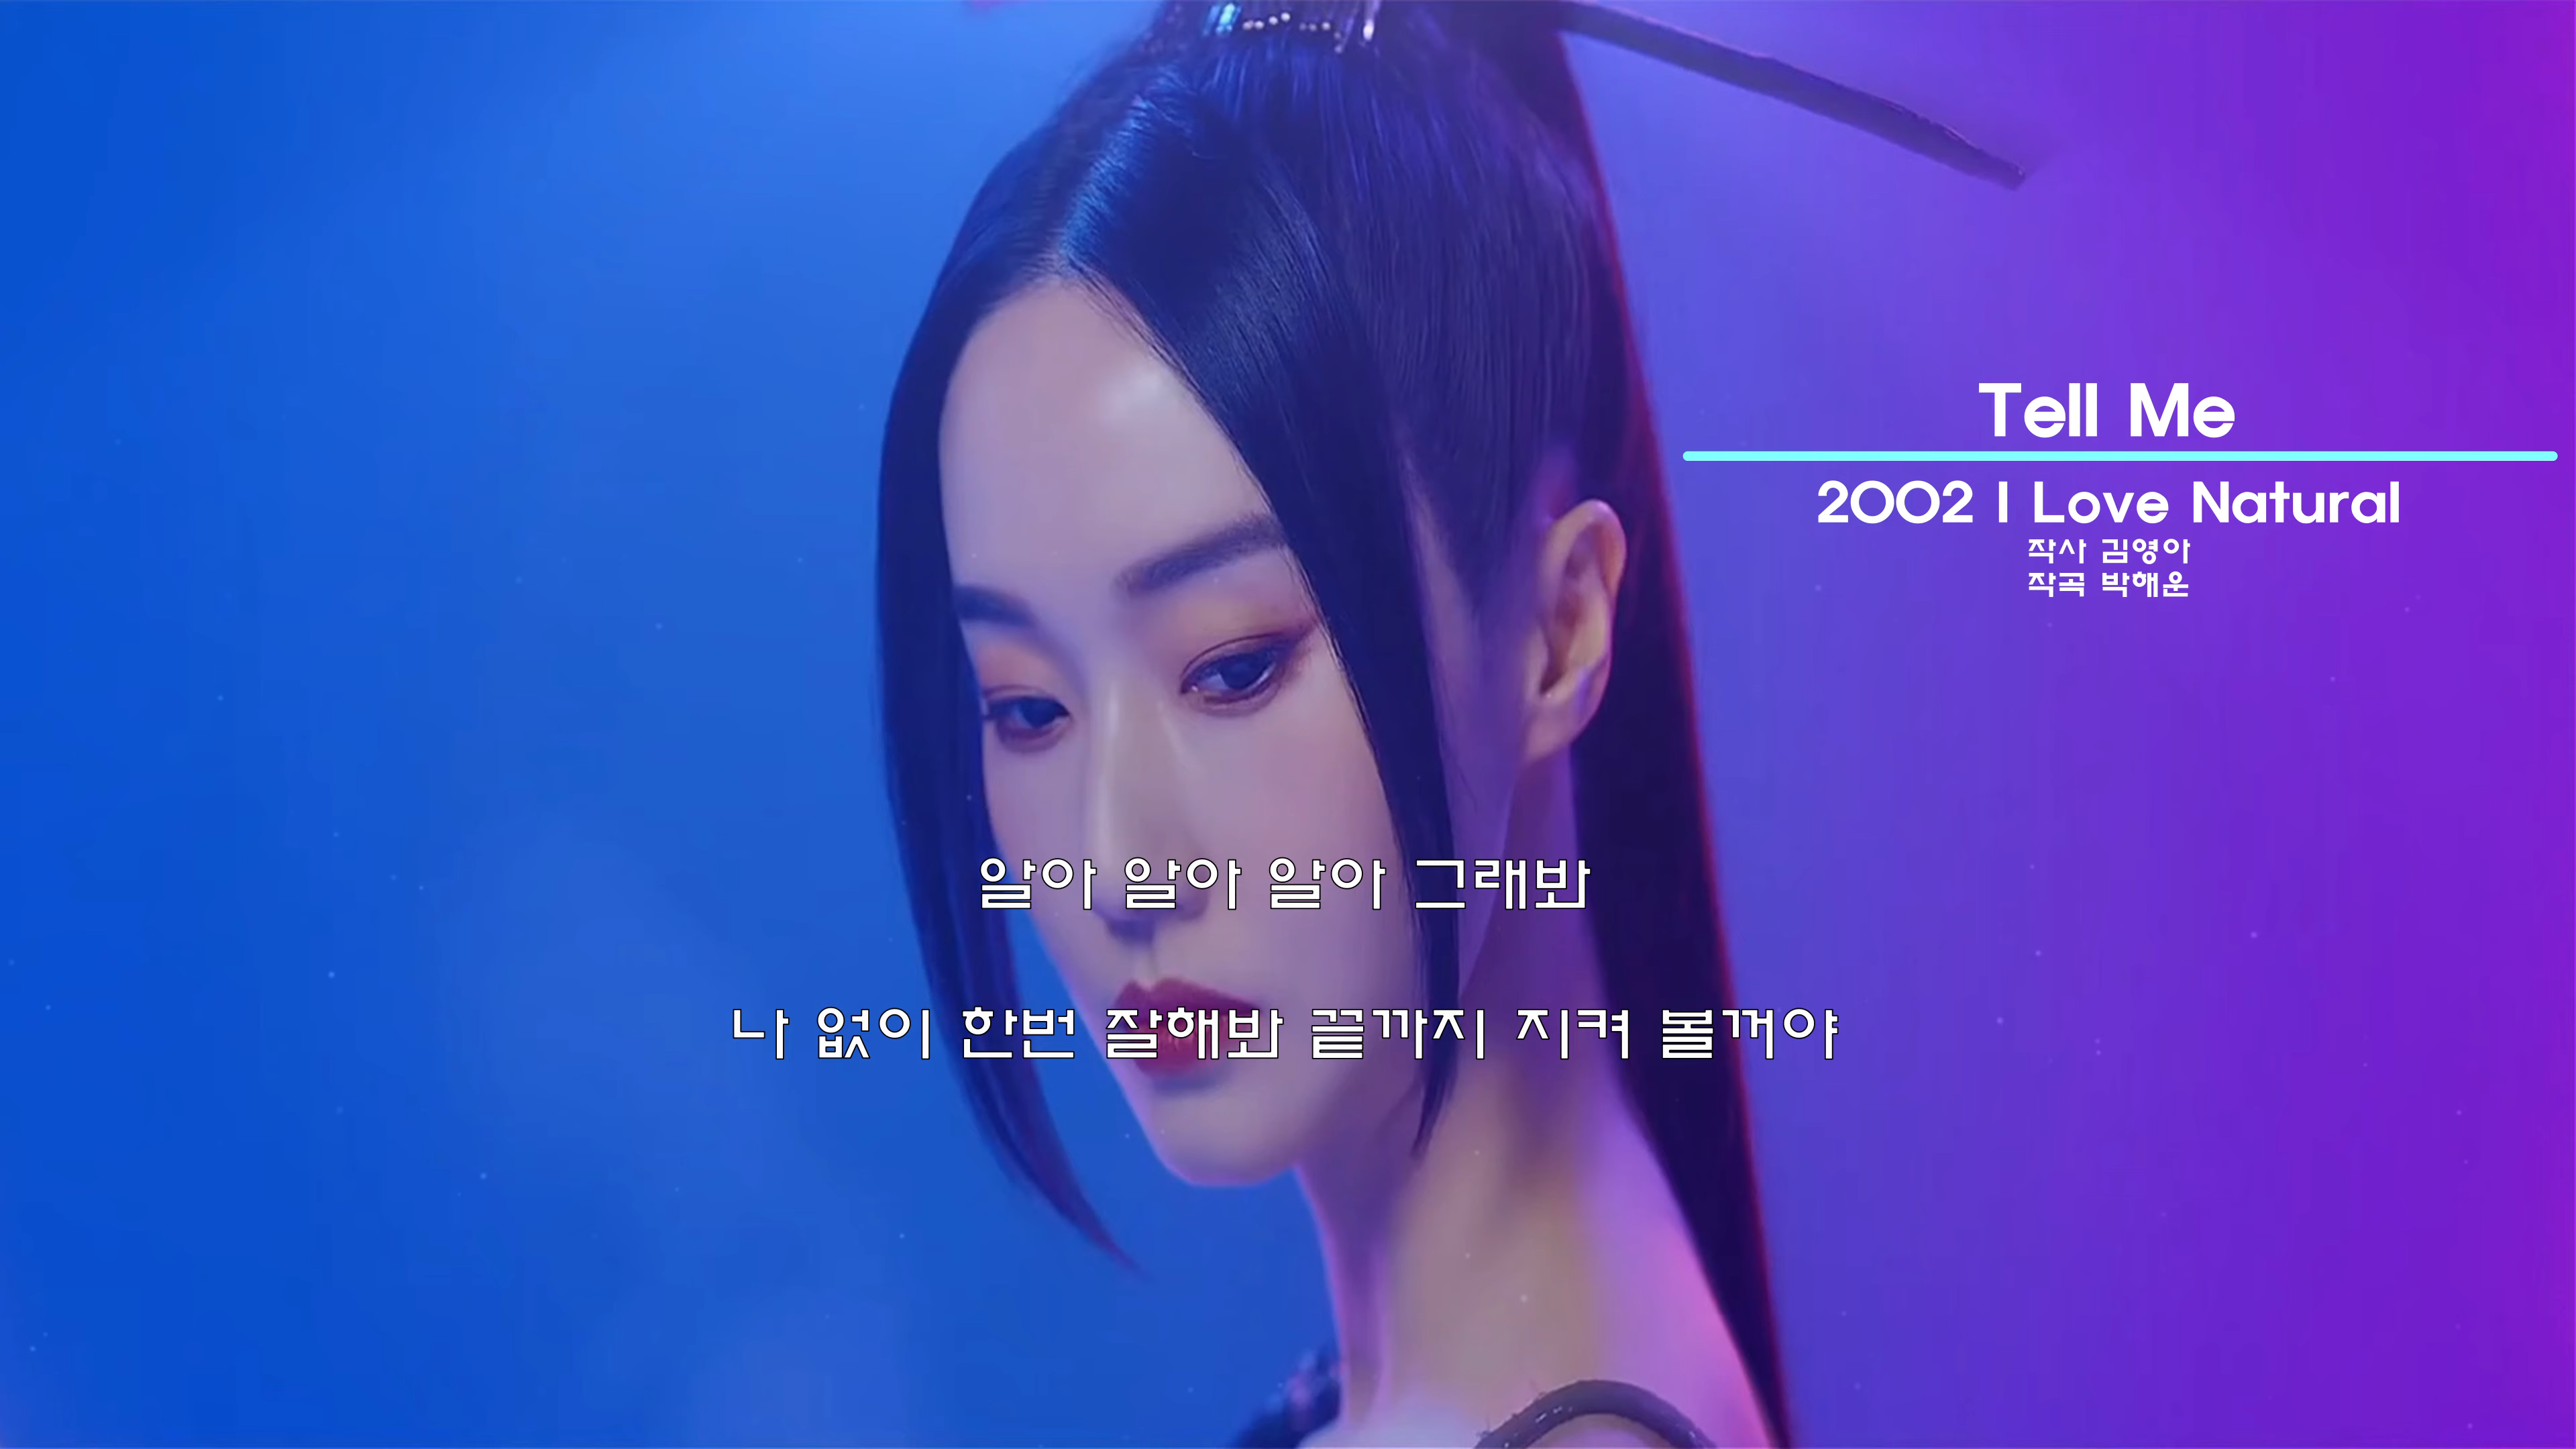 Tell Me
2002 I Love Natural
작사 김영아
작곡 박해운
알아 알아 알아 그래봐
나 없이 한번 잘해봐 끝까지 지켜 볼꺼야